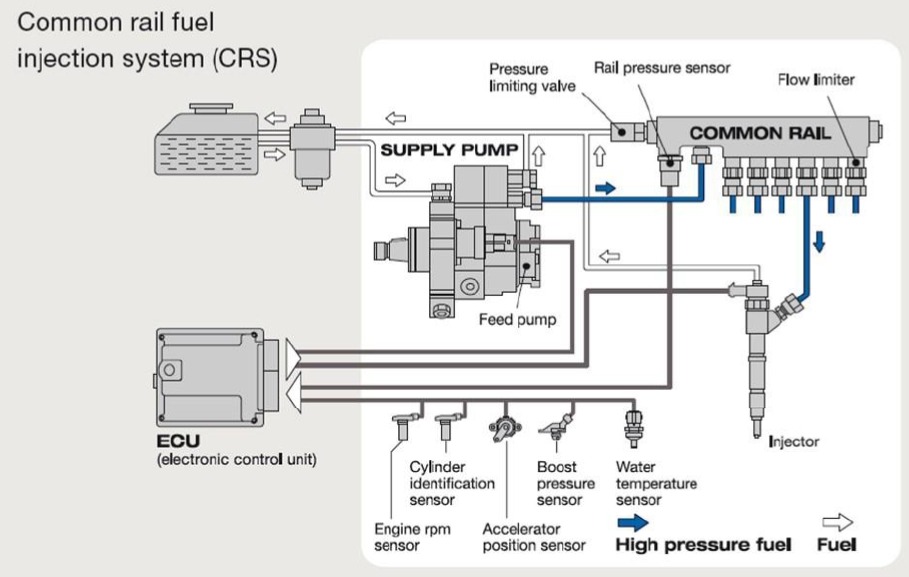 Common rail fuel
injection system (CRS)
Pressure
limiting valve
Rail pressure sensor
Flow limiter
COMMON RAIL
SUPPLY PUMP
Feed pump
ECU
(electronic control unit)
Injector
Cylinder
identification
sensor
Boost
pressure
sensor
Water
temperature
sensor
Engine rpm
sensor
Accelerator
position sensor
High pressure fuel
Fuel